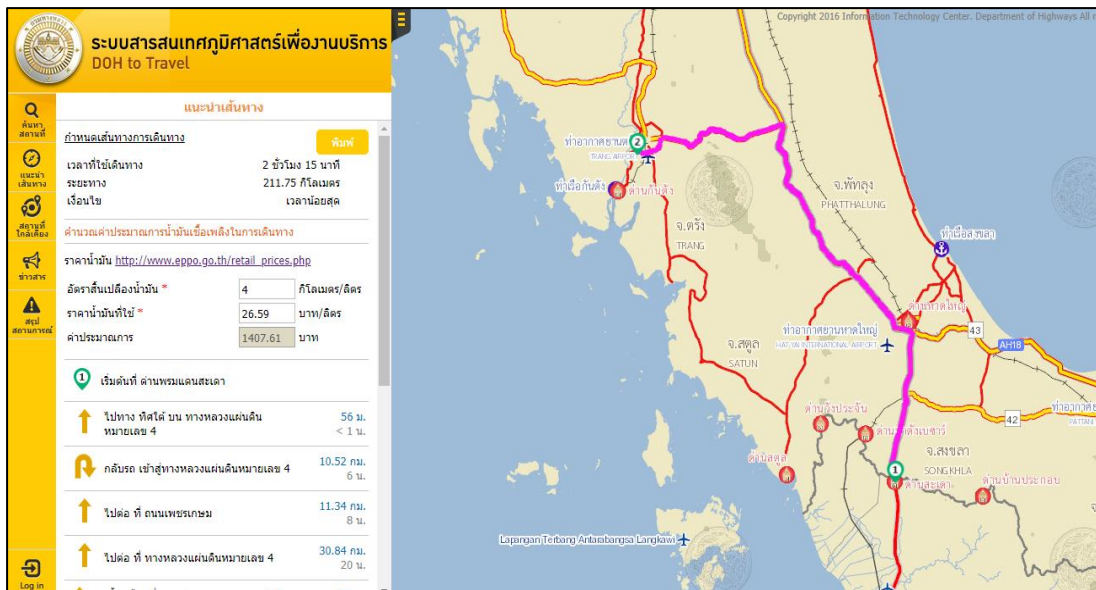 ระบบสารสนเทศภูมิศาสตร์เพื่องานบริการ
DOH to Travel
ค้นหา
สถานที่
แนะนำ
เส้นทาง
สถานที่
ใกล้เคียง
ข่าวสาร
สรุป
สถานการณ์
Log in
แนะนำเส้นทาง
กำหนดเส้นทางการเดินทาง
พิมพ์
เวลาที่ใช้เดินทาง 2 ชั่วโมง 15 นาที
ระยะทาง 211.75 กิโลเมตร
เงื่อนไข เวลาน้อยสุด
คำนวณค่าประมาณการน้ำมันเชื้อเพลิงในการเดินทาง
ราคาน้ำมัน http://www.eppo.go.th/retail_prices.php
อัตราสิ้นเปลืองน้ำมัน * 4 กิโลเมตร/ลิตร
ราคาน้ำมันที่ใช้ * 26.59 บาท/ลิตร
ค่าประมาณการ 1407.61 บาท
1 เริ่มต้นที่ ด่านพรมแดนสะเดา
ไปทาง ทิศใต้ บน ทางหลวงแผ่นดิน 56 ม.
หมายเลข 4 < 1 น.
กลับรถ เข้าสู่ทางหลวงแผ่นดินหมายเลข 4 10.52 กม.
6 น.
ไปต่อ ที่ ถนนเพชรเกษม 11.34 กม.
8 น.
ไปต่อ ที่ ทางหลวงแผ่นดินหมายเลข 4 30.84 กม.
20 น.
Copyright 2016 Information Technology Center. Department of Highways All
2
TRANG AIRPORT
ท่าเรือกันตัง
ด่านกันตัง
จ.พัทลุง
PHATTHALUNG
จ.ตรัง
TRANG
ท่าเรือสงขลา
ด่านหาดใหญ่
43
AH18
ท่าอากาศยานหาดใหญ่
HAT YAI INTERNATIONAL AIRPORT
จ.สตูล
SATUN
42
PATTANI
ด่านวังประจัน
ด่านปาดังเบซาร์
จ.สงขลา
SONGKHLA
ด่านสตูล
1
ด่านสะเดา
ด่านบ้านประกอบ
Lapangan Terbang Antarabangsa Langkawi